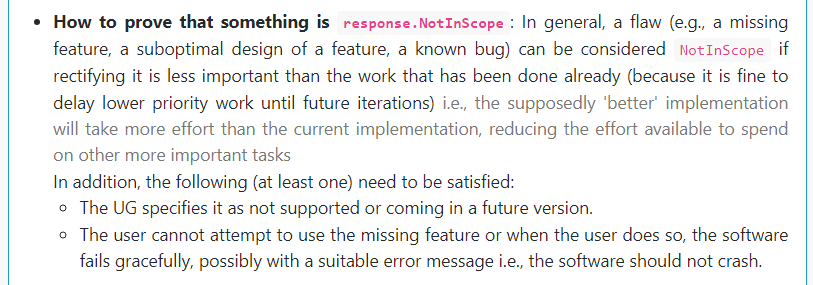 • How to prove that something is response.NotInScope: In general, a flaw (e.g., a missing
feature, a suboptimal design of a feature, a known bug) can be considered NotInScope if
rectifying it is less important than the work that has been done already (because it is fine to
delay lower priority work until future iterations) i.e., the supposedly 'better' implementation
will take more effort than the current implementation, reducing the effort available to spend
on other more important tasks
In addition, the following (at least one) need to be satisfied:
◦ The UG specifies it as not supported or coming in a future version.
◦ The user cannot attempt to use the missing feature or when the user does so, the software
fails gracefully, possibly with a suitable error message i.e., the software should not crash.